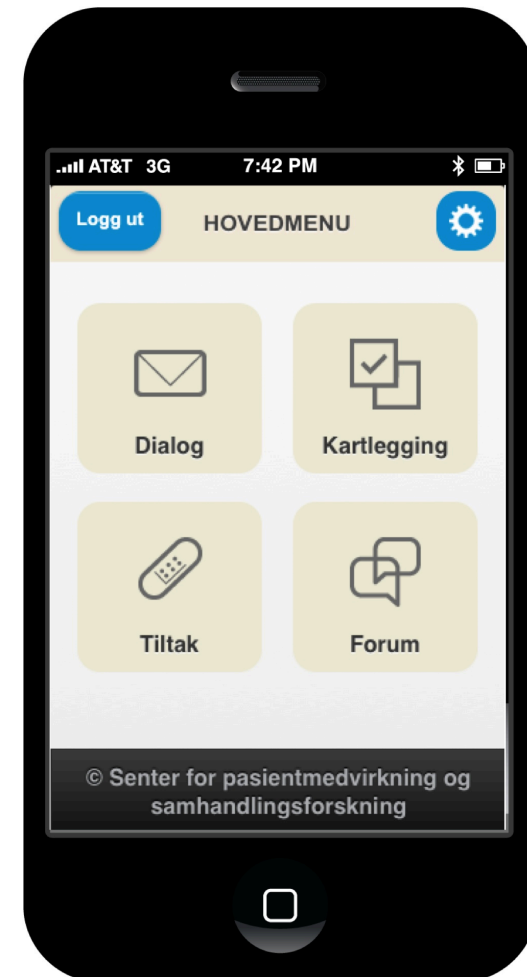 AT&T 3G 7:42 PM
Logg ut HOVEDMENU
Dialog Kartlegging
Tiltak Forum
© Senter for pasientmedvirkning og
samhandlingsforskning